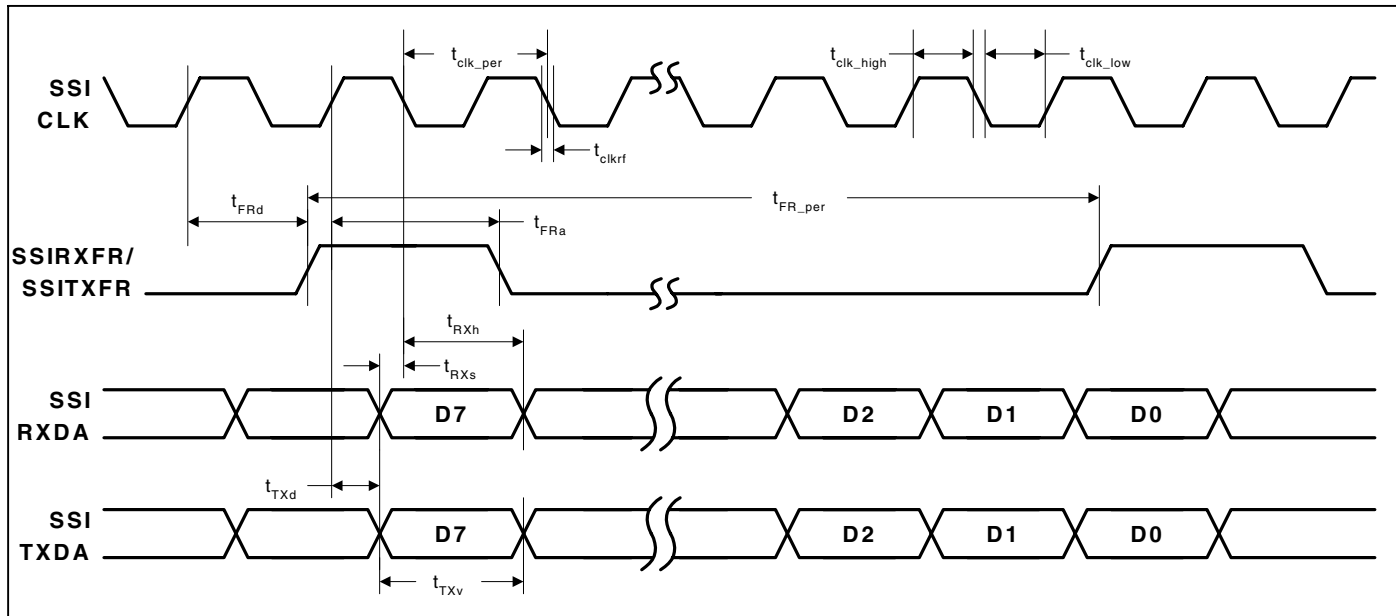 t_clk_per
t_clk_high
t_clk_low
SSI
CLK
t_clkrf
t_FRd
t_FR_per
t_FRa
SSIRXFR/
SSITXFR
t_RXh
t_RXs
SSI
RXDA
D7
D2
D1
D0
t_TXd
SSI
TXDA
D7
D2
D1
D0
t_TXv